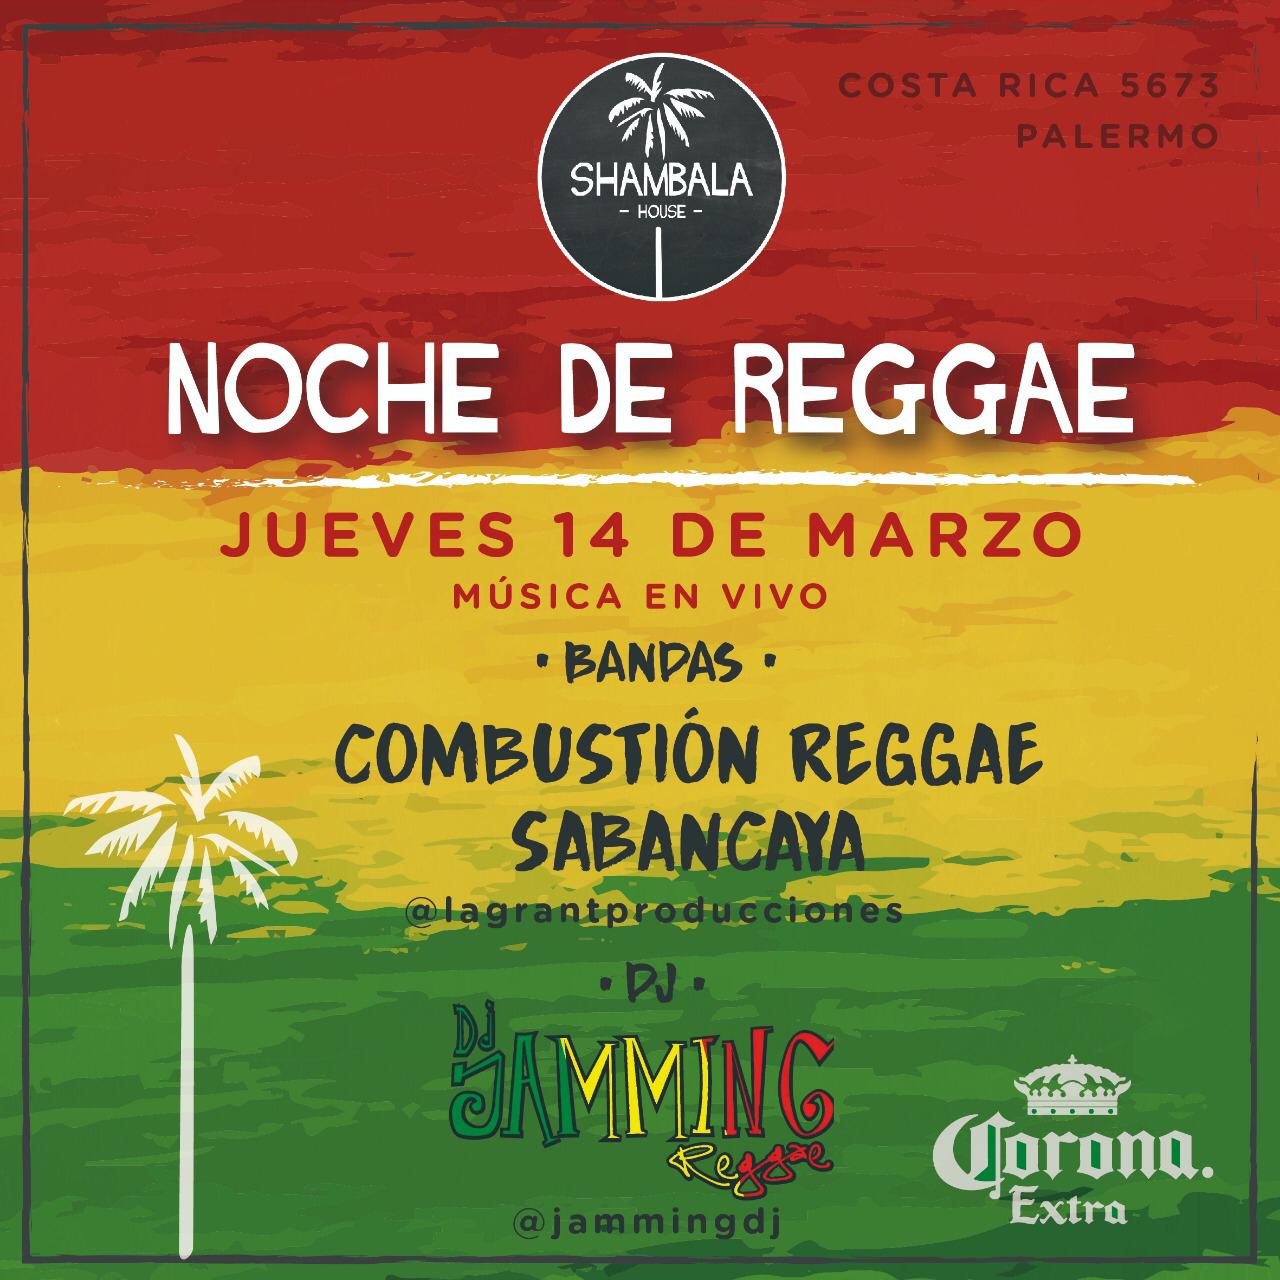 COSTA RICA 5673
PALERMO
SHAMBALA
- HOUSE -
NOCHE DE REGGAE
JUEVES 14 DE MARZO
MÚSICA EN VIVO
· BANDAS ·
COMBUSTIÓN REGGAE
SABANCAYA
@lagrantproducciones
· DJ ·
Dj
JAMMING
Reggae
@jammingdj
Corona.
Extra